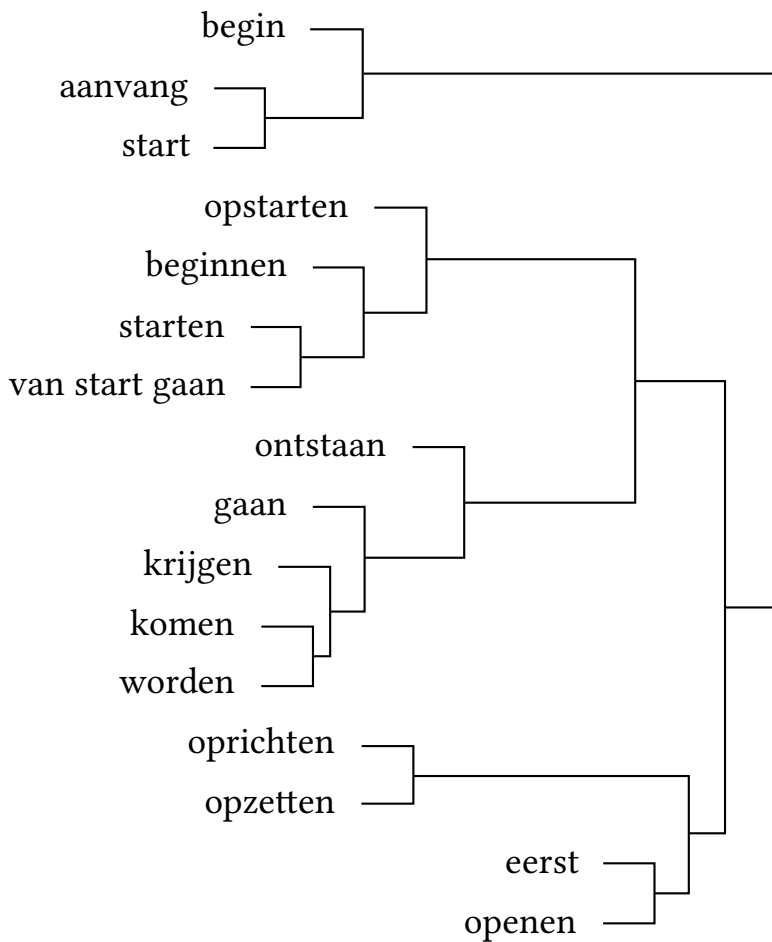 begin
aanvang
start
opstarten
beginnen
starten
van start gaan
ontstaan
gaan
krijgen
komen
worden
oprichten
opzetten
eerst
openen